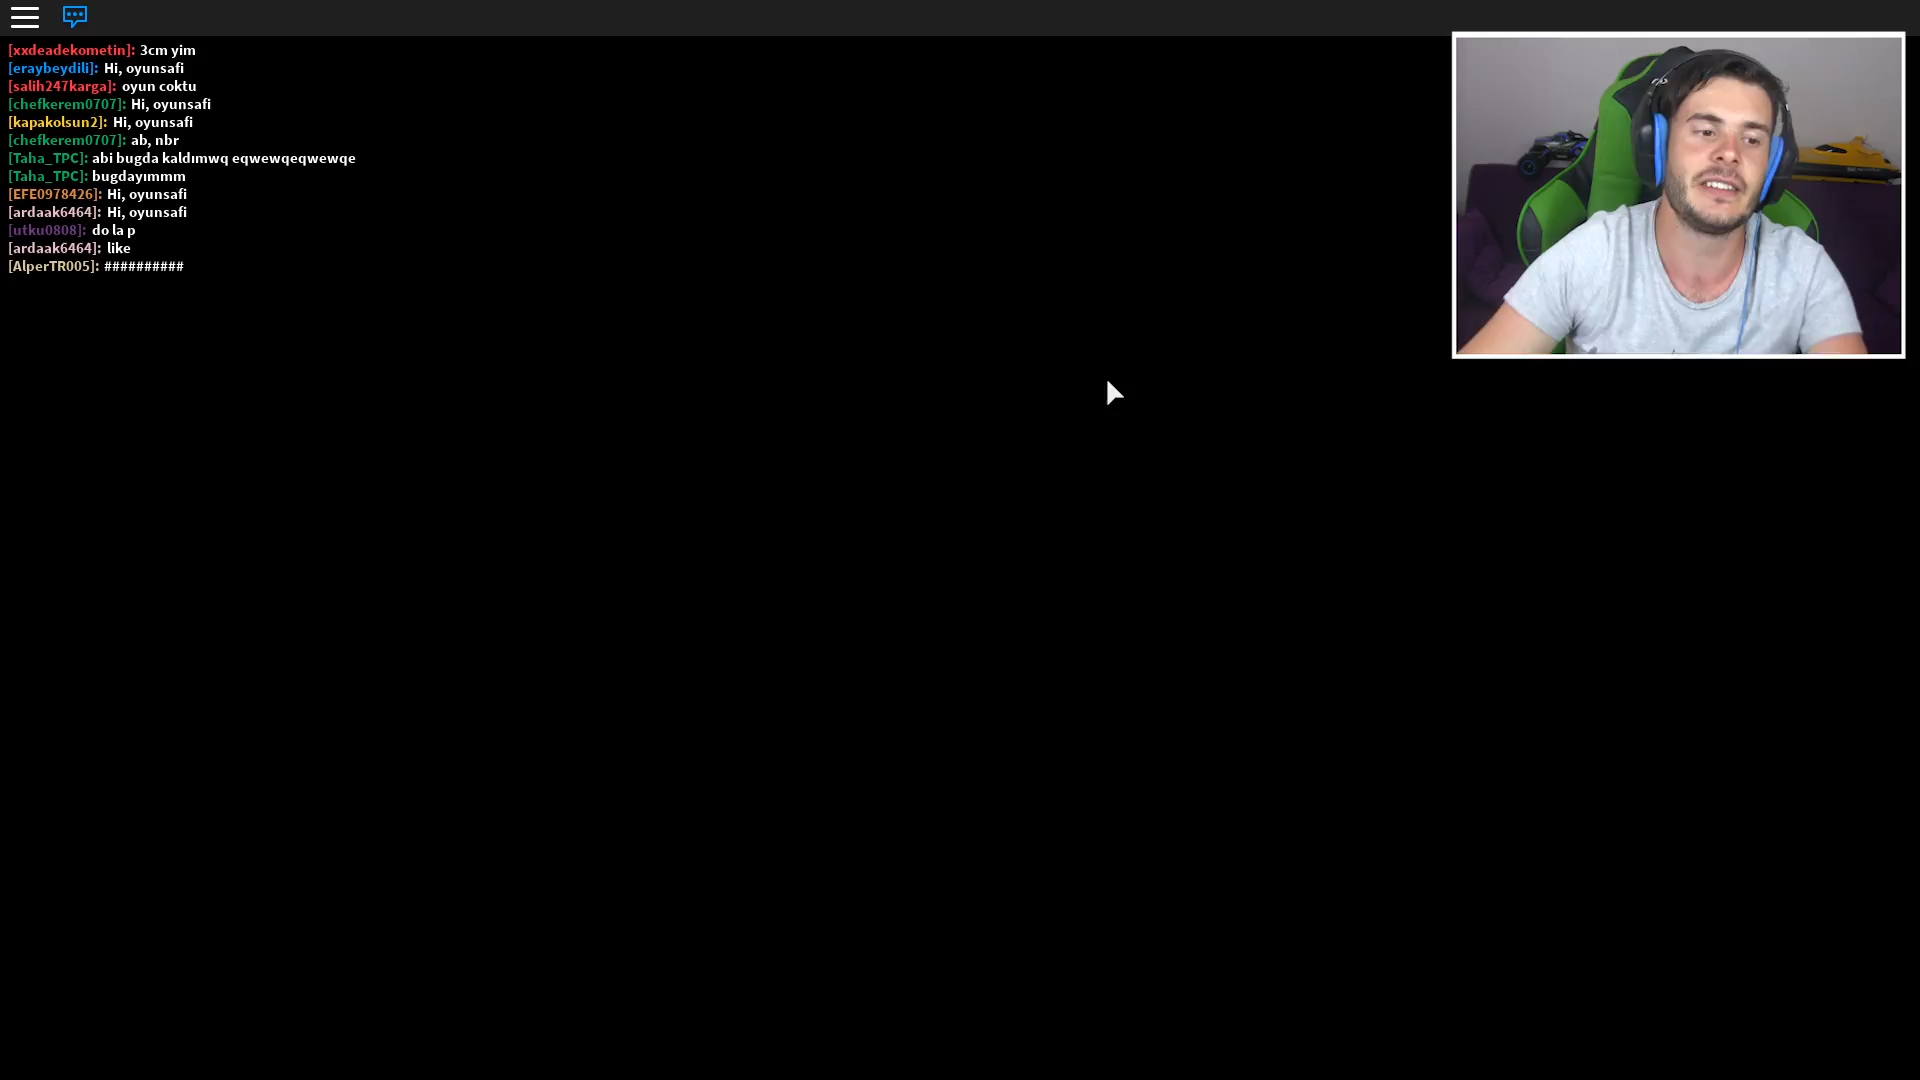 [xxdeadekometin]: 3cm yim
[eraybeydili]: Hi, oyunsafi
[salih247karga]: oyun coktu
[chefkerem0707]: Hi, oyunsafi
[kapakolsun2]: Hi, oyunsafi
[chefkerem0707]: ab, nbr
[Taha_TPC]: abi bugda kaldımwq eqwewqeqwewqe
[Taha_TPC]: bugdayımmm
[EFE0978426]: Hi, oyunsafi
[ardaak6464]: Hi, oyunsafi
[utku0808]: do la p
[ardaak6464]: like
[AlperTR005]: ##########